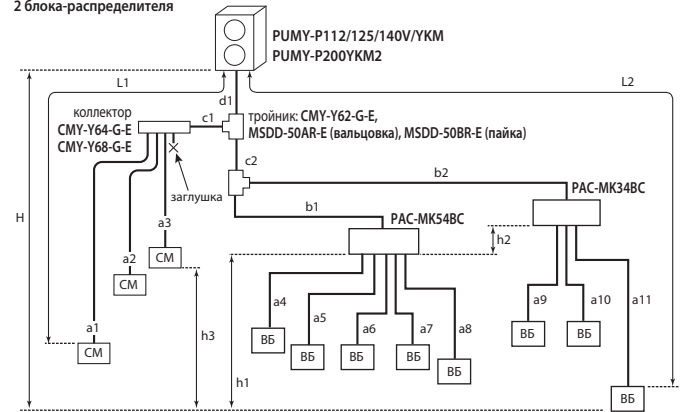 2 блока-распределителя
PUMY-P112/125/140V/YKM
PUMY-P200YKM2
L1
L2
d1
коллектор
CMY-Y64-G-E
CMY-Y68-G-E
c1
тройник: CMY-Y62-G-E,
MSDD-50AR-E (вальцовка), MSDD-50BR-E (пайка)
c2
заглушка
b2
PAC-MK34BC
b1
PAC-MK54BC
H
h2
a3
a2
СМ
СМ
a1
СМ
h3
h1
a4
a5
a6
a7
a8
a9
a10
a11
ВБ
ВБ
ВБ
ВБ
ВБ
ВБ
ВБ
ВБ